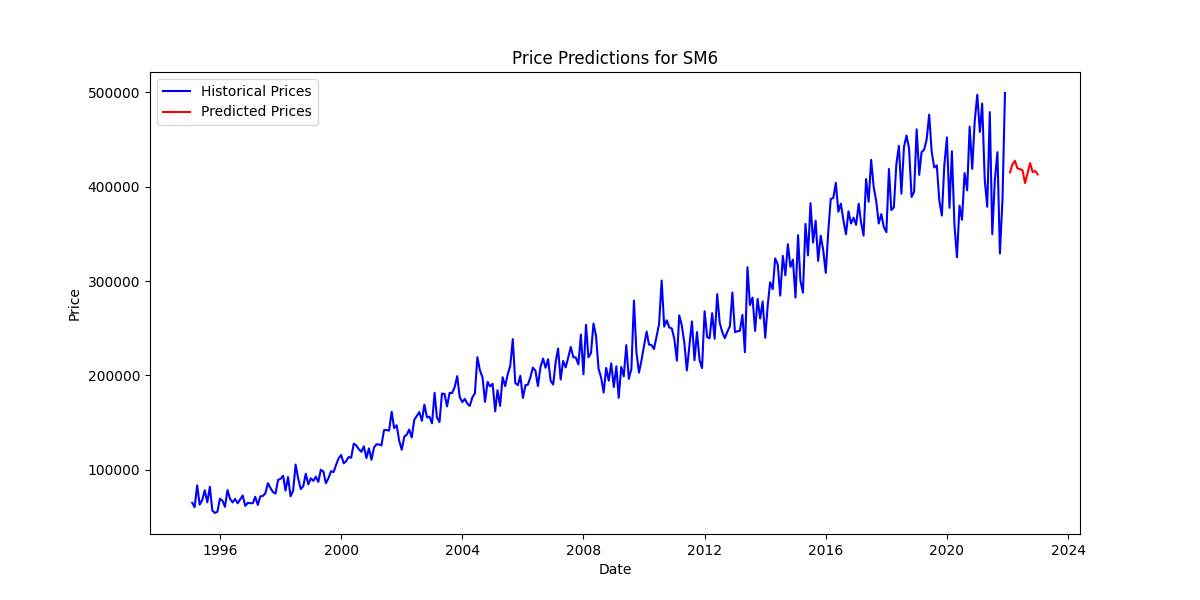 Price Predictions for SM6
Historical Prices
Predicted Prices
500000
400000
300000
200000
100000
Price
1996 2000 2004 2008 2012 2016 2020 2024
Date